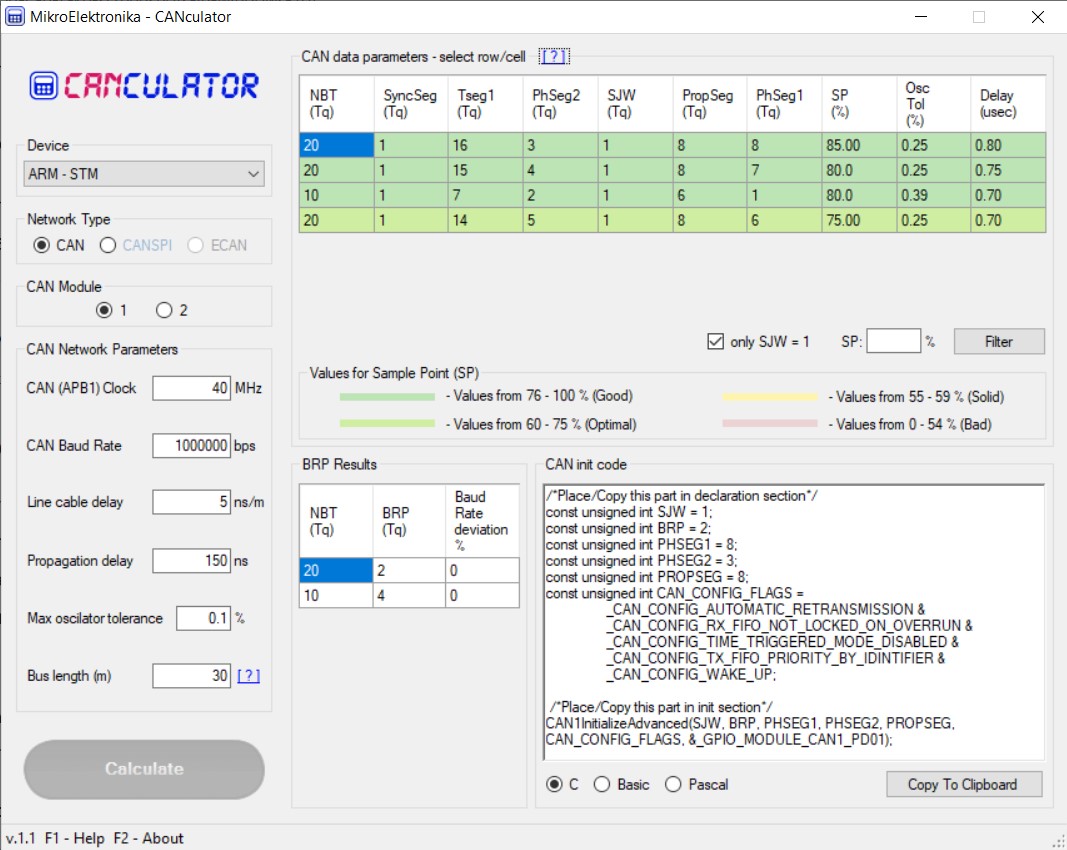 MikroElektronika - CANculator
CANCULATOR
Device
ARM - STM
Network Type
CAN CANSPI ECAN
CAN Module
1 2
CAN Network Parameters
CAN (APB1) Clock 40 MHz
CAN Baud Rate 1000000 bps
Line cable delay 5 ns/m
Propagation delay 150 ns
Max oscilator tolerance 0.1 %
Bus length (m) 30 [?]
Calculate
CAN data parameters - select row/cell [?]
NBT (Tq) SyncSeg (Tq) Tseg1 (Tq) PhSeg2 (Tq) SJW (Tq) PropSeg (Tq) PhSeg1 (Tq) SP (%) Osc Tol (%) Delay (usec)
20 1 16 3 1 8 8 85.00 0.25 0.80
20 1 15 4 1 8 7 80.0 0.25 0.75
10 1 7 2 1 6 1 80.0 0.39 0.70
20 1 14 5 1 8 6 75.00 0.25 0.70
only SJW = 1 SP: % Filter
Values for Sample Point (SP)
- Values from 76 - 100 % (Good) - Values from 55 - 59 % (Solid)
- Values from 60 - 75 % (Optimal) - Values from 0 - 54 % (Bad)
BRP Results
NBT (Tq) BRP (Tq) Baud Rate deviation %
20 2 0
10 4 0
CAN init code
/*Place/Copy this part in declaration section*/
const unsigned int SJW = 1;
const unsigned int BRP = 2;
const unsigned int PHSEG1 = 8;
const unsigned int PHSEG2 = 3;
const unsigned int PROPSEG = 8;
const unsigned int CAN_CONFIG_FLAGS =
_CAN_CONFIG_AUTOMATIC_RETRANSMISSION &
_CAN_CONFIG_RX_FIFO_NOT_LOCKED_ON_OVERRUN &
_CAN_CONFIG_TIME_TRIGGERED_MODE_DISABLED &
_CAN_CONFIG_TX_FIFO_PRIORITY_BY_IDINTIFIER &
_CAN_CONFIG_WAKE_UP;
/*Place/Copy this part in init section*/
CAN1InitializeAdvanced(SJW, BRP, PHSEG1, PHSEG2, PROPSEG,
CAN_CONFIG_FLAGS, &_GPIO_MODULE_CAN1_PD01);
C Basic Pascal Copy To Clipboard
v.1.1 F1 - Help F2 - About